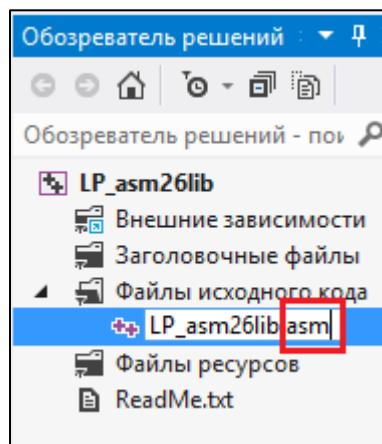 Обозреватель решений
Обозреватель решений - пои
LP_asm26lib
Внешние зависимости
Заголовочные файлы
Файлы исходного кода
LP_asm26lib.asm
Файлы ресурсов
ReadMe.txt